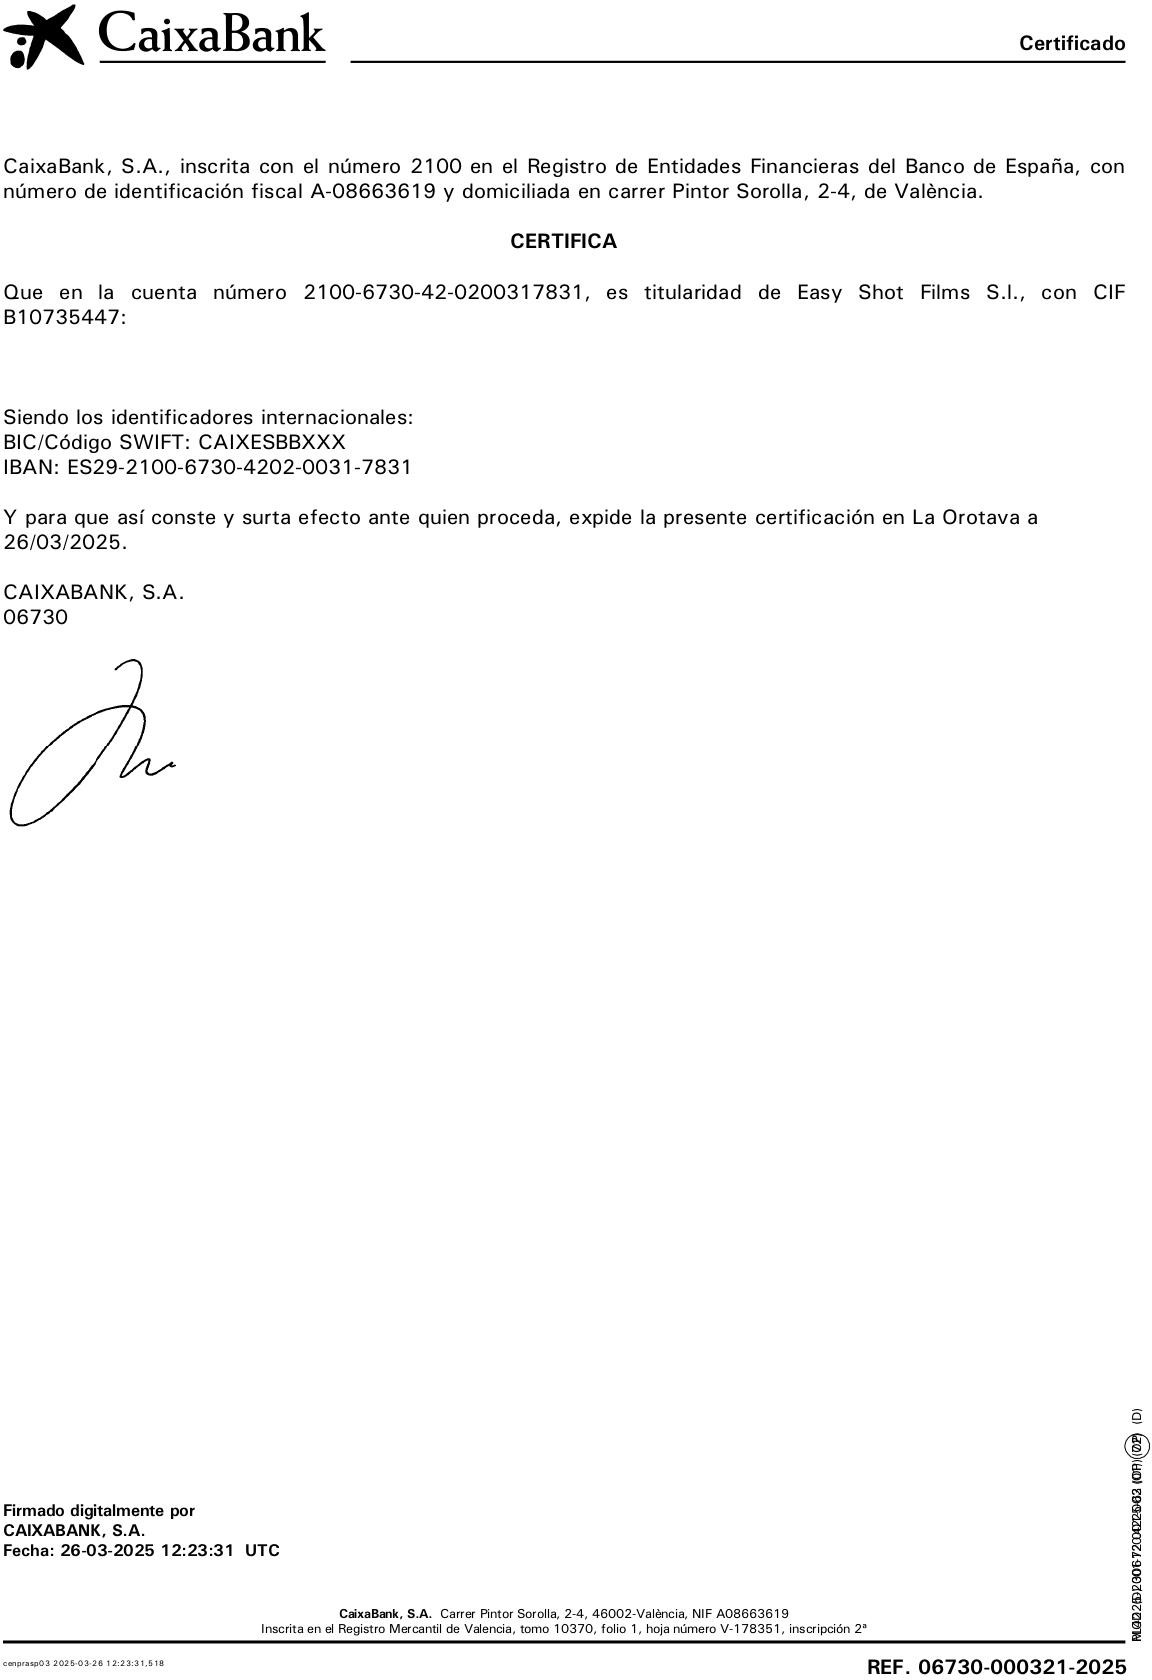 CaixaBank
Certificado
CaixaBank, S.A., inscrita con el número 2100 en el Registro de Entidades Financieras del Banco de España, con
número de identificación fiscal A-08663619 y domiciliada en carrer Pintor Sorolla, 2-4, de València.
CERTIFICA
Que en la cuenta número 2100-6730-42-0200317831, es titularidad de Easy Shot Films S.l., con CIF
B10735447:
Siendo los identificadores internacionales:
BIC/Código SWIFT: CAIXESBBXXX
IBAN: ES29-2100-6730-4202-0031-7831
Y para que así conste y surta efecto ante quien proceda, expide la presente certificación en La Orotava a
26/03/2025.
CAIXABANK, S.A.
06730
Firmado digitalmente por
CAIXABANK, S.A.
Fecha: 26-03-2025 12:23:31 UTC
CaixaBank, S.A. Carrer Pintor Sorolla, 2-4, 46002-València, NIF A08663619
Inscrita en el Registro Mercantil de Valencia, tomo 10370, folio 1, hoja número V-178351, inscripción 2ª
cenprasp03 2025-03-26 12:23:31,518
REF. 06730-000321-2025
(D)